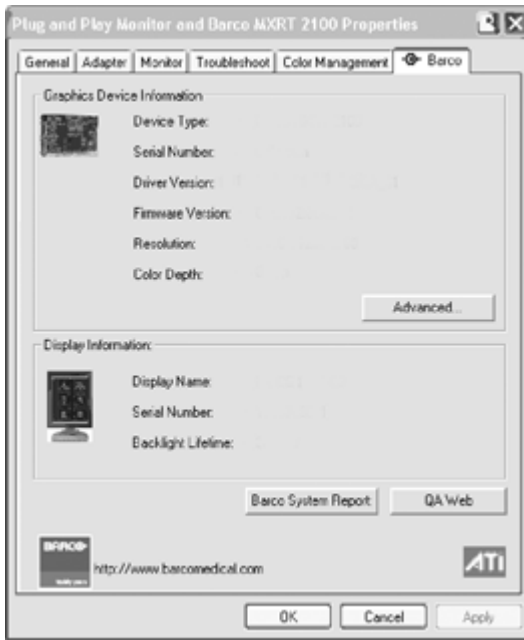 Plug and Play Monitor and Barco MXRT 2100 Properties
General Adapter Monitor Troubleshoot Color Management Barco
Graphics Device Information
Device Type:
Serial Number:
Driver Version:
Firmware Version:
Resolution:
Color Depth:
Advanced...
Display Information:
Display Name:
Serial Number:
Backlight Lifetime:
Barco System Report QA Web
BARCO
http://www.barcomedical.com
ATI
OK Cancel Apply